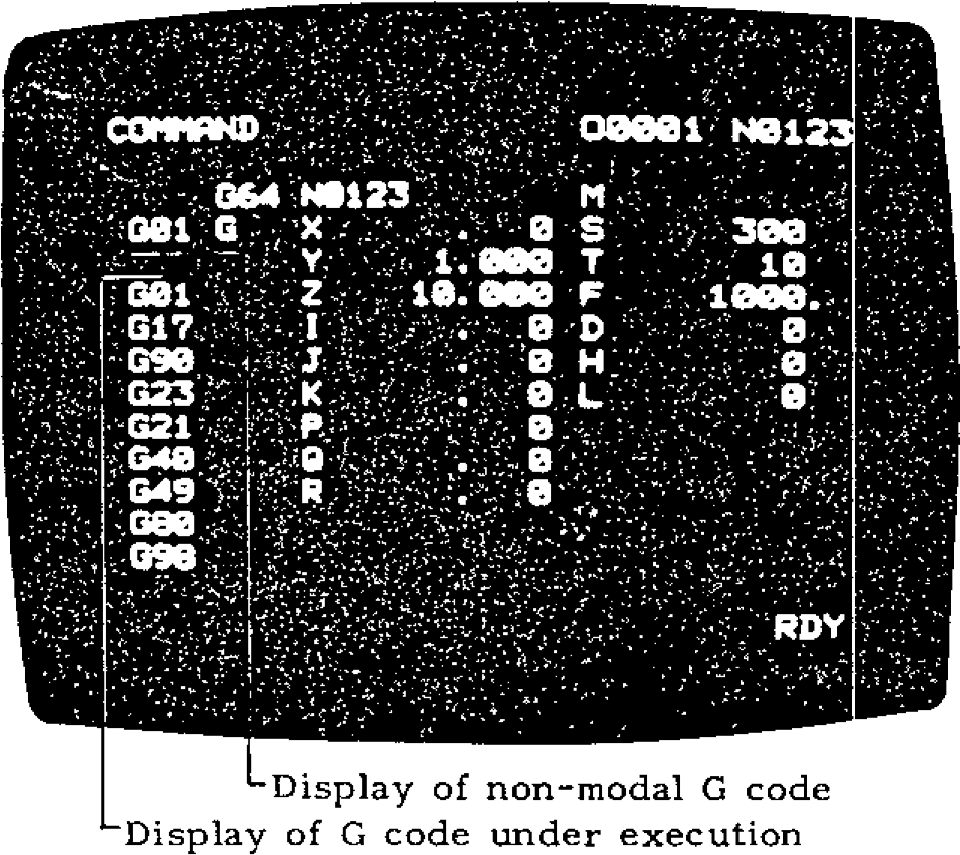 COMMAND O0001 N0123
G64 N0123 M
G01 G X . 0 S 300
Y 1.000 T 10
G01 Z 10.000 F 1000.
G17 I . 0 D 0
G90 J . 0 H 0
G23 K . 0 L 0
G21 P 0
G40 Q . 0
G49 R . 0
G80
G98
RDY
Display of non-modal G code
Display of G code under execution